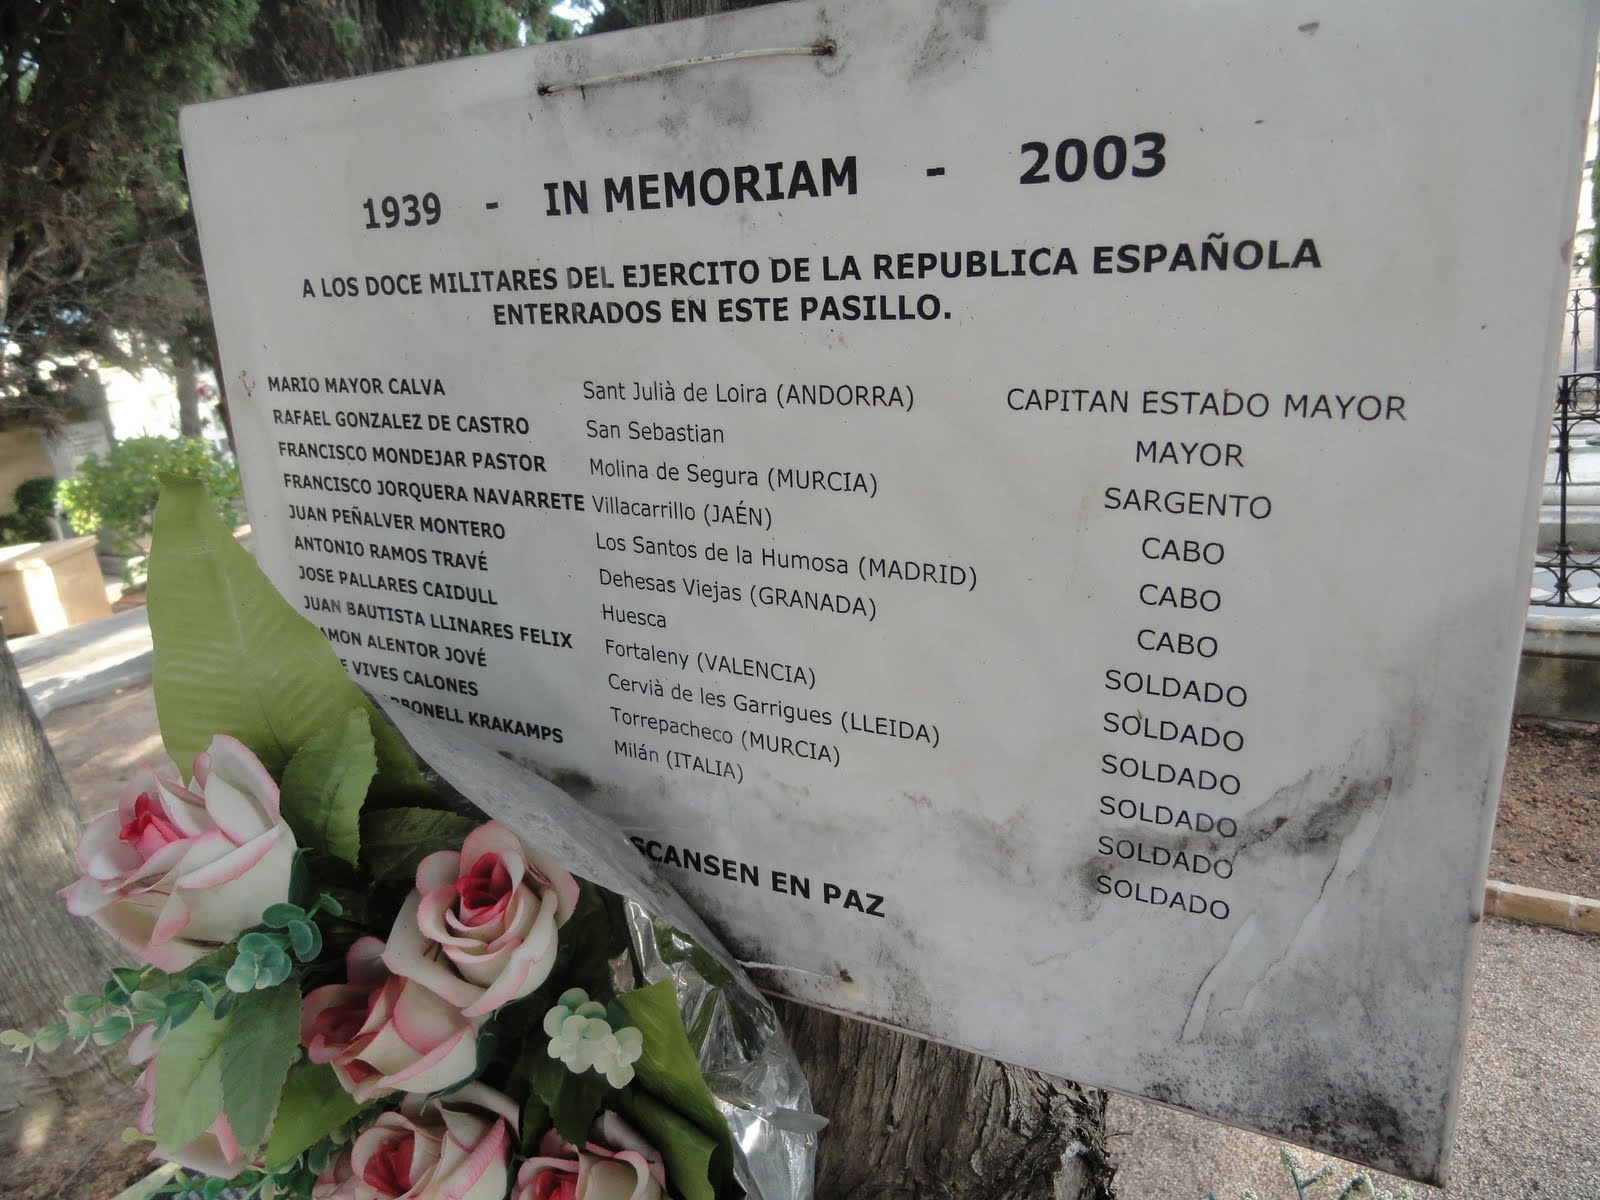 1939 - IN MEMORIAM - 2003
A LOS DOCE MILITARES DEL EJERCITO DE LA REPUBLICA ESPAÑOLA
ENTERRADOS EN ESTE PASILLO.
MARIO MAYOR CALVA Sant Julià de Loira (ANDORRA) CAPITAN ESTADO MAYOR
RAFAEL GONZALEZ DE CASTRO San Sebastian MAYOR
FRANCISCO MONDEJAR PASTOR Molina de Segura (MURCIA) SARGENTO
FRANCISCO JORQUERA NAVARRETE Villacarrillo (JAÉN) CABO
JUAN PEÑALVER MONTERO Los Santos de la Humosa (MADRID) CABO
ANTONIO RAMOS TRAVÉ Dehesas Viejas (GRANADA) CABO
JOSE PALLARES CAIDULL Huesca SOLDADO
JUAN BAUTISTA LLINARES FELIX Fortaleny (VALENCIA) SOLDADO
AMON ALENTOR JOVÉ Cervià de les Garrigues (LLEIDA) SOLDADO
E VIVES CALONES Torrepacheco (MURCIA) SOLDADO
RBONELL KRAKAMPS Milán (ITALIA) SOLDADO
SOLDADO
SCANSEN EN PAZ